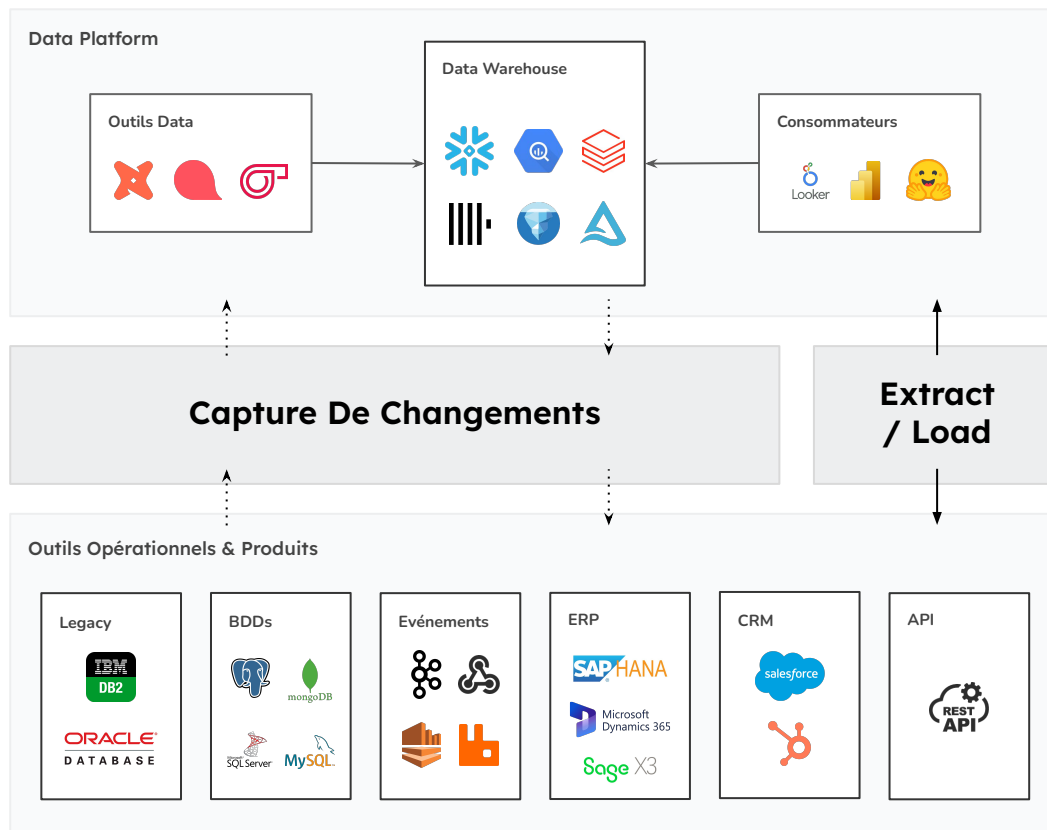 Data Platform
Data Warehouse
Outils Data
Consommateurs
Looker
Capture De Changements
Extract
/ Load
Outils Opérationnels & Produits
Legacy
BDDs
Evénements
ERP
CRM
API
IBM
DB2
mongoDB
SAP HANA
salesforce
REST
API
Microsoft
Dynamics 365
ORACLE
DATABASE
SQL Server
MySQL
Sage X3